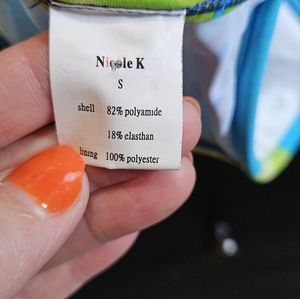 Nicole K
S
shell 82% polyamide
18% elasthan
lining 100% polyester